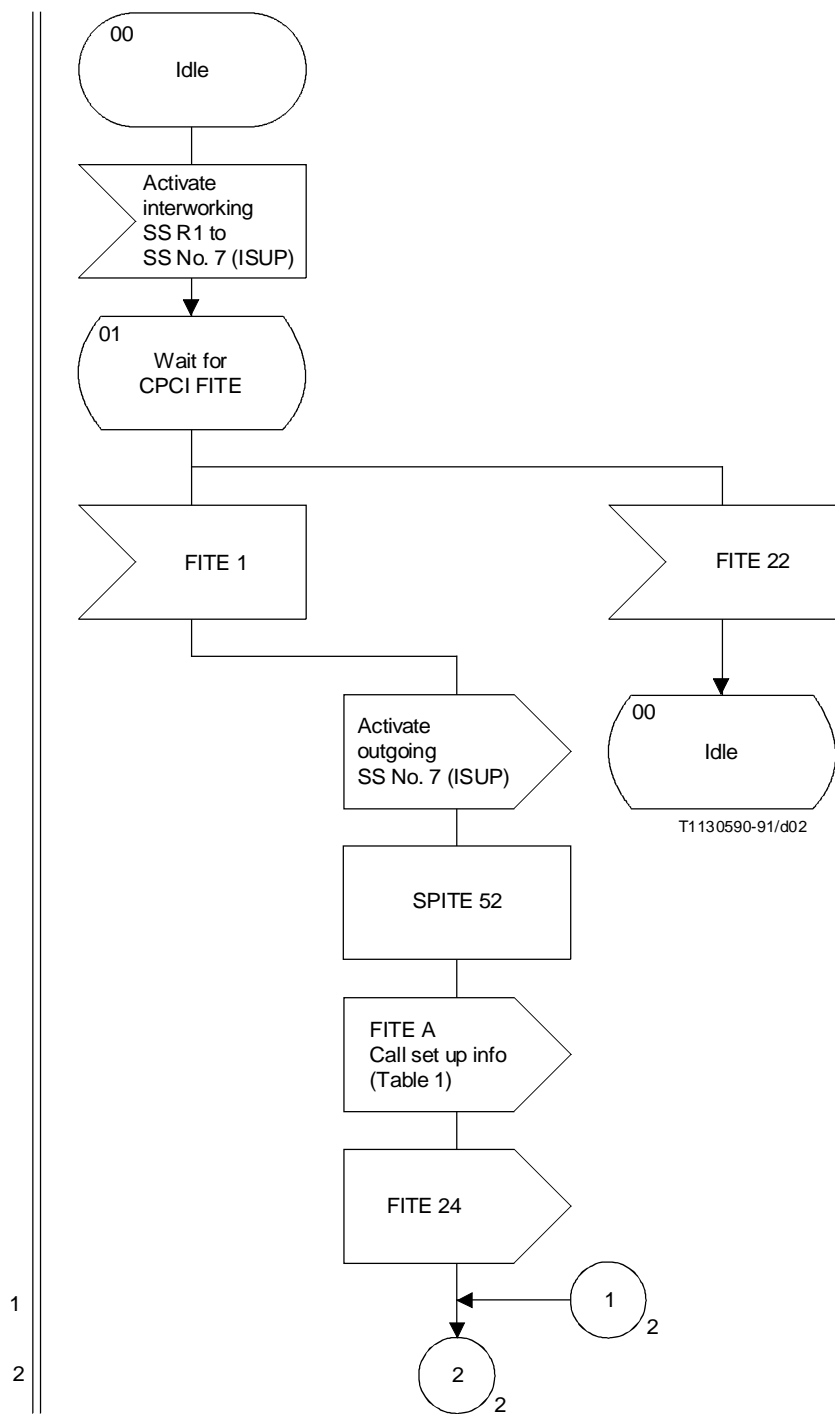 00
Idle
Activate
interworking
SS R1 to
SS No. 7 (ISUP)
01
Wait for
CPCI FITE
FITE 1
FITE 22
Activate
outgoing
SS No. 7 (ISUP)
00
Idle
T1130590-91/d02
SPITE 52
FITE A
Call set up info
(Table 1)
FITE 24
1
1
2
2
2
2